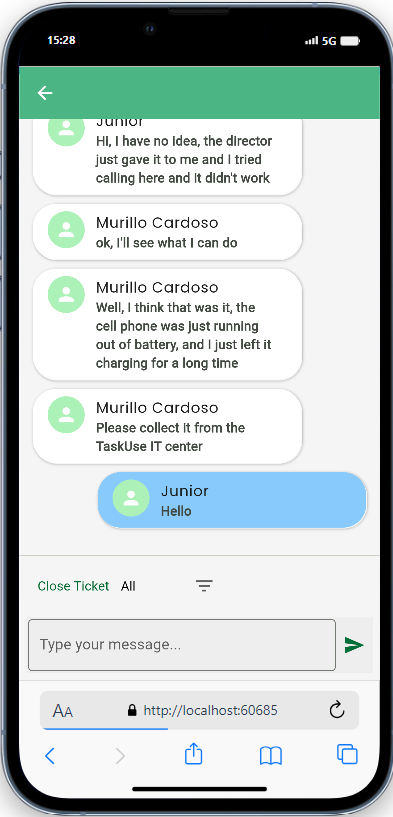 15:28
5G
Junior
Hi, I have no idea, the director
just gave it to me and I tried
calling here and it didn't work
Murillo Cardoso
ok, I'll see what I can do
Murillo Cardoso
Well, I think that was it, the
cell phone was just running
out of battery, and I just left it
charging for a long time
Murillo Cardoso
Please collect it from the
TaskUse IT center
Junior
Hello
Close Ticket All
Type your message...
AA http://localhost:60685